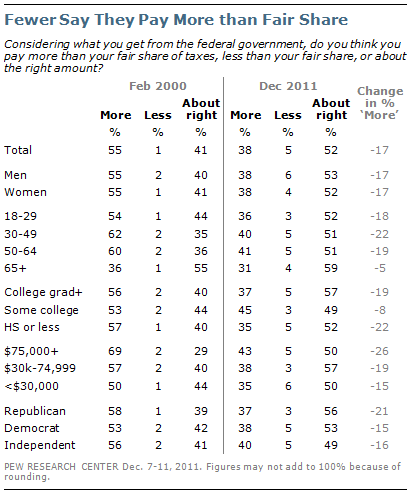 Fewer Say They Pay More than Fair Share
Considering what you get from the federal government, do you think you
pay more than your fair share of taxes, less than your fair share, or about
the right amount?
Feb 2000 Dec 2011
More Less About right More Less About right Change in % ‘More’
% % % % % %
Total 55 1 41 38 5 52 -17
Men 55 2 40 38 6 53 -17
Women 55 1 41 38 4 52 -17
18-29 54 1 44 36 3 52 -18
30-49 62 2 35 40 5 51 -22
50-64 60 2 36 41 5 51 -19
65+ 36 1 55 31 4 59 -5
College grad+ 56 2 40 37 5 57 -19
Some college 53 2 44 45 3 49 -8
HS or less 57 1 40 35 5 52 -22
$75,000+ 69 2 29 43 5 50 -26
$30k-74,999 57 2 40 38 3 57 -19
<$30,000 50 1 44 35 6 50 -15
Republican 58 1 39 37 3 56 -21
Democrat 53 2 42 38 5 53 -15
Independent 56 2 41 40 5 49 -16
PEW RESEARCH CENTER Dec. 7-11, 2011. Figures may not add to 100% because of
rounding.